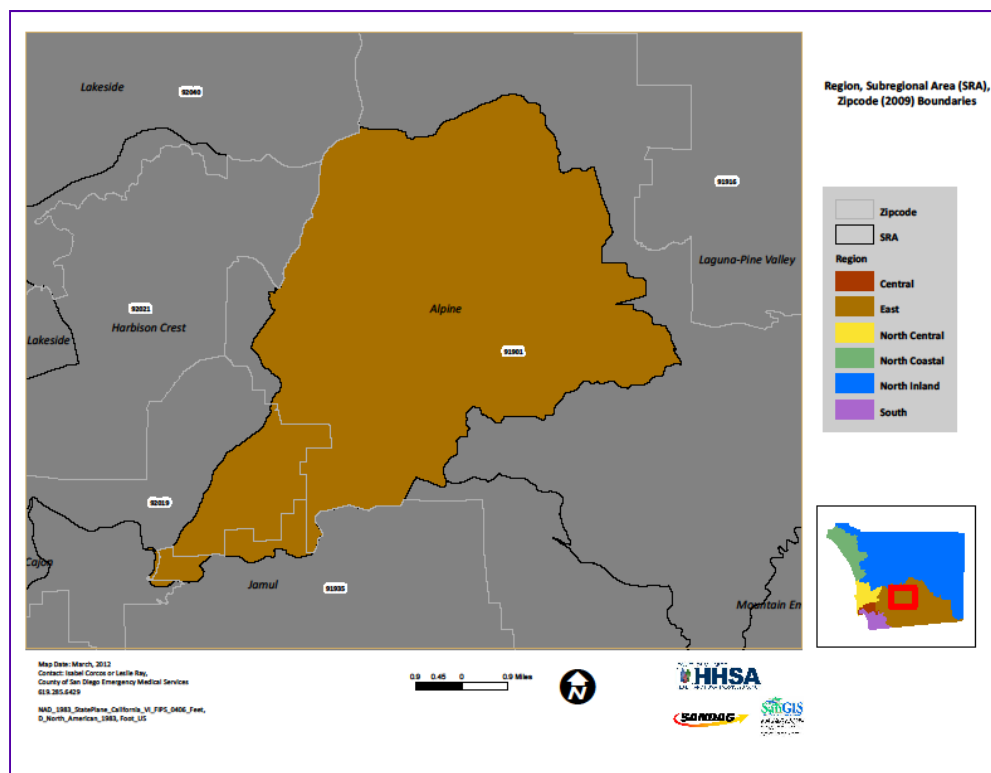 Region, Subregional Area (SRA),
Zipcode (2009) Boundaries
Lakeside
92040
91916
Laguna-Pine Valley
92021
Harbison Crest
Alpine
Lakeside
91901
92019
Cajon
Jamul
91935
Mountain En
Zipcode
SRA
Region
Central
East
North Central
North Coastal
North Inland
South
Map Date: March, 2012
Contact: Isabel Corcos or Leslie Ray,
County of San Diego Emergency Medical Services
619.285.6429
NAD_1983_StatePlane_California_VI_FIPS_0406_Feet,
D_North_American_1983, Foot_US
0.9 0.45 0 0.9 Miles
N
HHSA
SANDAG
SanGIS